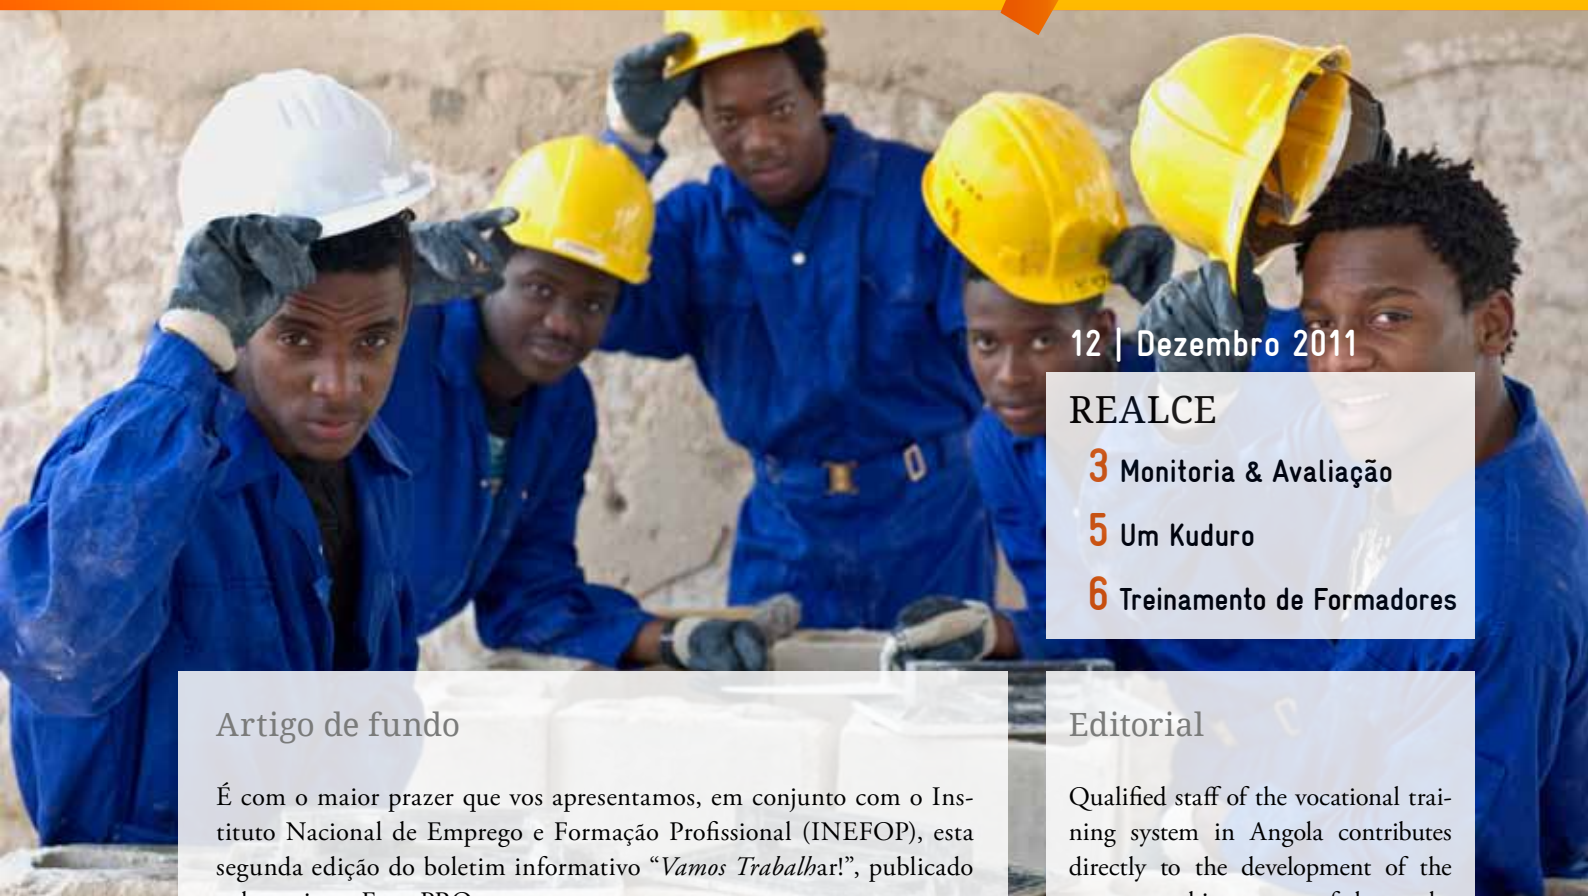 12 | Dezembro 2011
REALCE
3 Monitoria & Avaliação
5 Um Kuduro
6 Treinamento de Formadores
Artigo de fundo
É com o maior prazer que vos apresentamos, em conjunto com o Ins-
tituto Nacional de Emprego e Formação Profissional (INEFOP), esta
segunda edição do boletim informativo “Vamos Trabalhar!”, publicado
Editorial
Qualified staff of the vocational trai-
ning system in Angola contributes
directly to the development of the